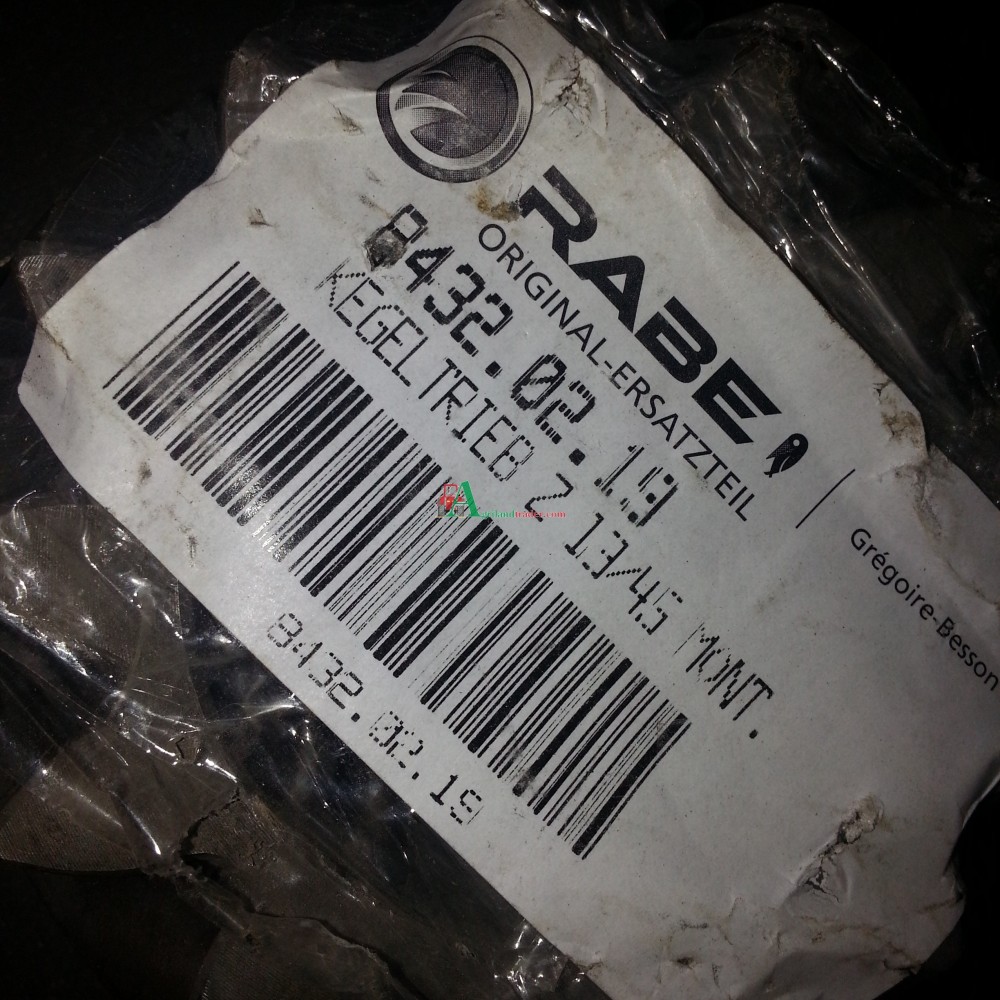 RABE
ORIGINAL-ERSATZTEIL
Grégoire-Besson
8432.02.19
KEGELTRIEB Z 13/45 MONT.
8432.02.19